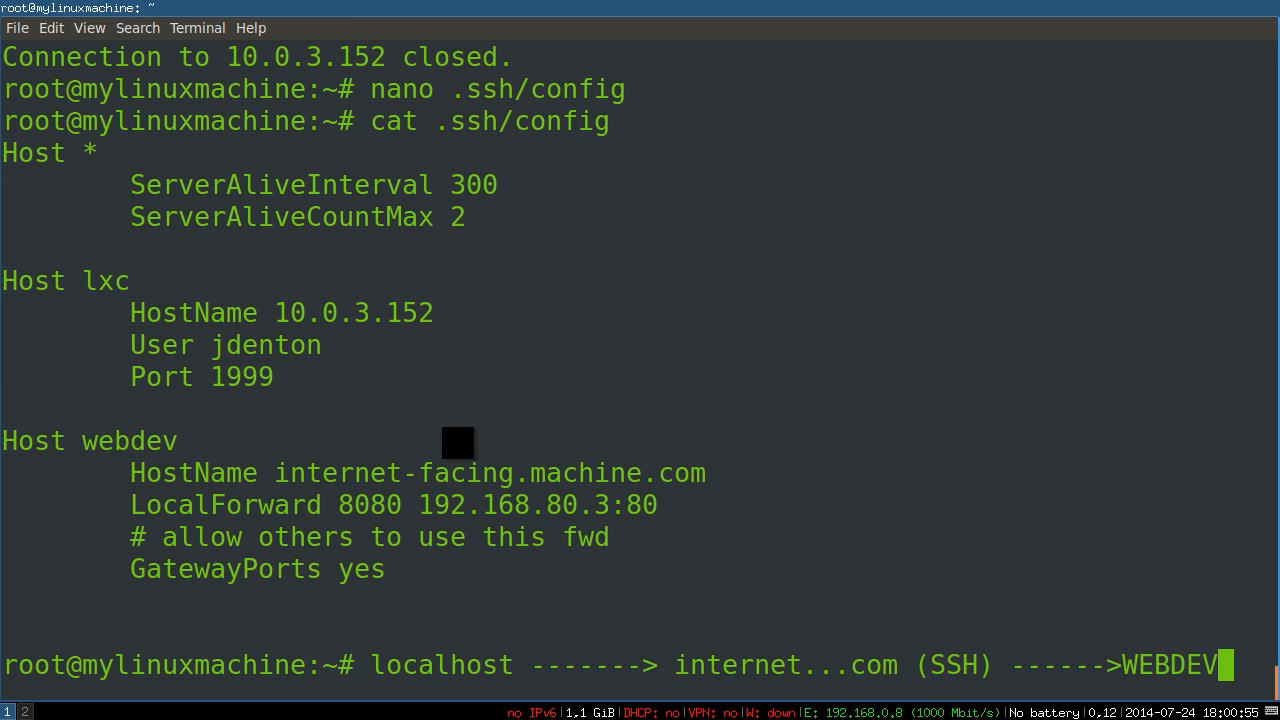 root@mylinuxmachine: ~
File Edit View Search Terminal Help
Connection to 10.0.3.152 closed.
root@mylinuxmachine:~# nano .ssh/config
root@mylinuxmachine:~# cat .ssh/config
Host *
ServerAliveInterval 300
ServerAliveCountMax 2
Host lxc
HostName 10.0.3.152
User jdenton
Port 1999
Host webdev
HostName internet-facing.machine.com
LocalForward 8080 192.168.80.3:80
# allow others to use this fwd
GatewayPorts yes
root@mylinuxmachine:~# localhost -------> internet...com (SSH) ------>WEBDEV
1 2 no IPv6|1,1 GiB|DHCP: no|VPN: no|W: down|E: 192.168.0.8 (1000 Mbit/s)|No battery|0.12|2014-07-24 18:00:55